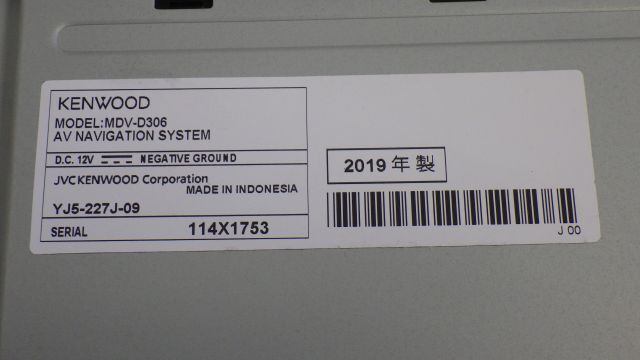 KENWOOD
MODEL:MDV-D306
AV NAVIGATION SYSTEM
D.C. 12V NEGATIVE GROUND
JVCKENWOOD Corporation
MADE IN INDONESIA
YJ5-227J-09
SERIAL 114X1753
2019 年 製
J 00